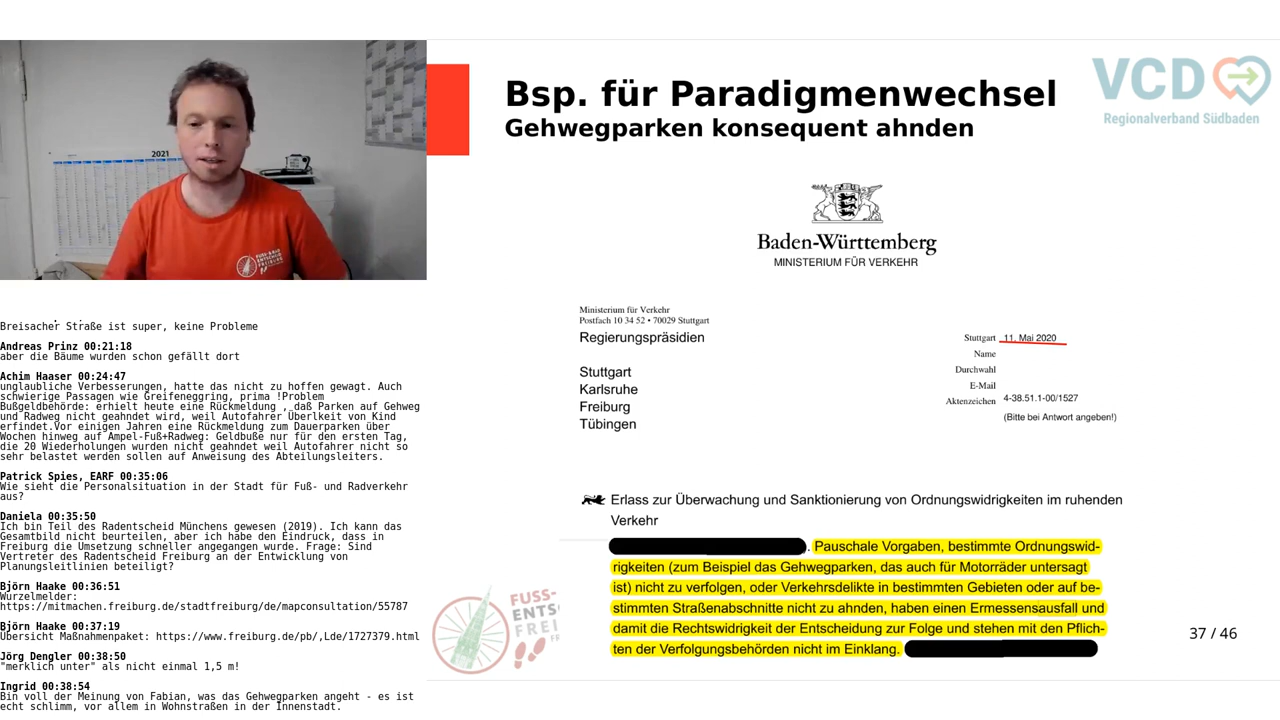 2021
FUSS- & RAD
ENTSCHEID
FREIBURG
Breisacher Straße ist super, keine Probleme
Andreas Prinz 00:21:18
aber die Bäume wurden schon gefällt dort
Achim Haaser 00:24:47
unglaubliche Verbesserungen, hatte das nicht zu hoffen gewagt. Auch
schwierige Passagen wie Greifeneggring, prima !Problem
Bußgeldbehörde: erhielt heute eine Rückmeldung , daß Parken auf Gehweg
und Radweg nicht geahndet wird, weil Autofahrer Überlkeit von Kind
erfindet.Vor einigen Jahren eine Rückmeldung zum Dauerparken über
Wochen hinweg auf Ampel-Fuß+Radweg: Geldbuße nur für den ersten Tag,
die 20 Wiederholungen wurden nicht geahndet weil Autofahrer nicht so
sehr belastet werden sollen auf Anweisung des Abteilungsleiters.
Patrick Spies, EARF 00:35:06
Wie sieht die Personalsituation in der Stadt für Fuß- und Radverkehr
aus?
Daniela 00:35:50
Ich bin Teil des Radentscheid Münchens gewesen (2019). Ich kann das
Gesamtbild nicht beurteilen, aber ich habe den Eindruck, dass in
Freiburg die Umsetzung schneller angegangen wurde. Frage: Sind
Vertreter des Radentscheid Freiburg an der Entwicklung von
Planungsleitlinien beteiligt?
Björn Haake 00:36:51
Wurzelmelder:
https://mitmachen.freiburg.de/stadtfreiburg/de/mapconsultation/55787
Björn Haake 00:37:19
Übersicht Maßnahmenpaket: https://www.freiburg.de/pb/,Lde/1727379.html
Jörg Dengler 00:38:50
"merklich unter" als nicht einmal 1,5 m!
Ingrid 00:38:54
Bin voll der Meinung von Fabian, was das Gehwegparken angeht - es ist
echt schlimm, vor allem in Wohnstraßen in der Innenstadt.
Bsp. für Paradigmenwechsel
Gehwegparken konsequent ahnden
VCD
Regionalverband Südbaden
Baden-Württemberg
MINISTERIUM FÜR VERKEHR
Ministerium für Verkehr
Postfach 10 34 52 • 70029 Stuttgart
Regierungspräsidien
Stuttgart
Karlsruhe
Freiburg
Tübingen
Stuttgart 11. Mai 2020
Name
Durchwahl
E-Mail
Aktenzeichen 4-38.51.1-00/1527
(Bitte bei Antwort angeben!)
Erlass zur Überwachung und Sanktionierung von Ordnungswidrigkeiten im ruhenden
Verkehr
. Pauschale Vorgaben, bestimmte Ordnungswid-
rigkeiten (zum Beispiel das Gehwegparken, das auch für Motorräder untersagt
ist) nicht zu verfolgen, oder Verkehrsdelikte in bestimmten Gebieten oder auf be-
stimmten Straßenabschnitte nicht zu ahnden, haben einen Ermessensausfall und
damit die Rechtswidrigkeit der Entscheidung zur Folge und stehen mit den Pflich-
ten der Verfolgungsbehörden nicht im Einklang.
FUSS-
ENTS
FREI
37 / 46